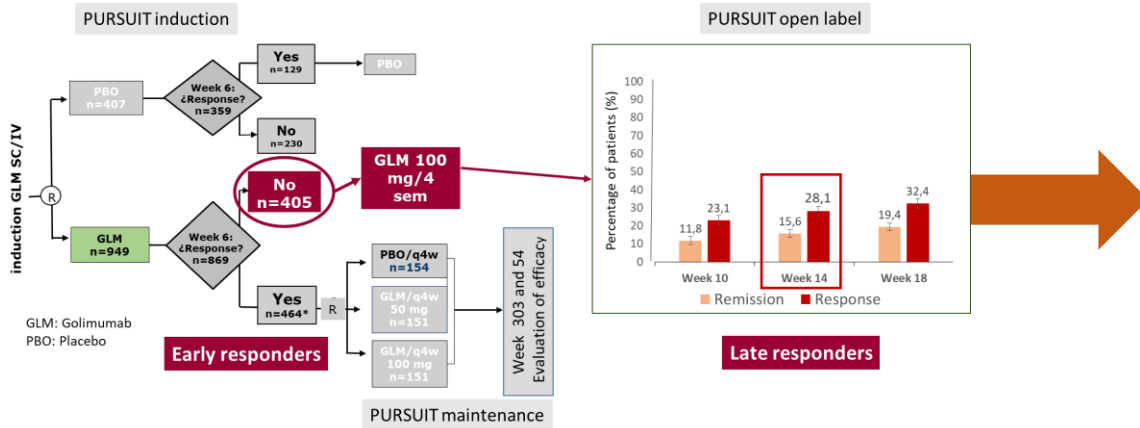 PURSUIT induction
induction GLM SC/IV
R
PBO
n=407
Week 6:
¿Response?
n=359
Yes
n=129
PBO
No
n=230
GLM
n=949
Week 6:
¿Response?
n=869
No
n=405
GLM 100
mg/4
sem
Yes
n=464*
R
PBO/q4w
n=154
GLM/q4w
50 mg
n=151
GLM/q4w
100 mg
n=151
Week 303 and 54
Evaluation of efficacy
GLM: Golimumab
PBO: Placebo
Early responders
PURSUIT maintenance
PURSUIT open label
Percentage of patients (%)
100
90
80
70
60
50
40
30
20
10
0
11,8
23,1
15,6
28,1
19,4
32,4
Week 10
Week 14
Week 18
Remission
Response
Late responders